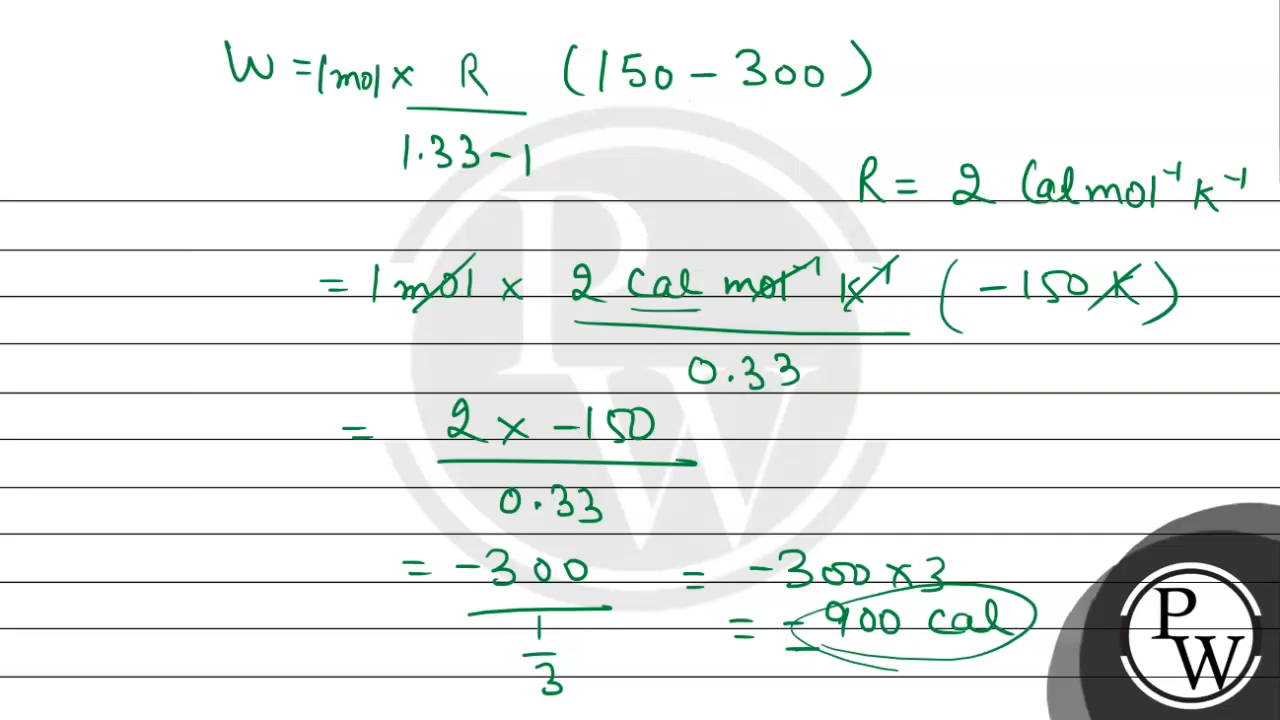 W = 1 mol × R / (1.33 - 1) (150 - 300)
R = 2 Cal mol⁻¹ K⁻¹
= 1 mol × 2 Cal mol⁻¹ K⁻¹ / 0.33 (-150 K)
= 2 × -150 / 0.33
= -300 / (1/3) = -300 × 3
= -900 cal
P W